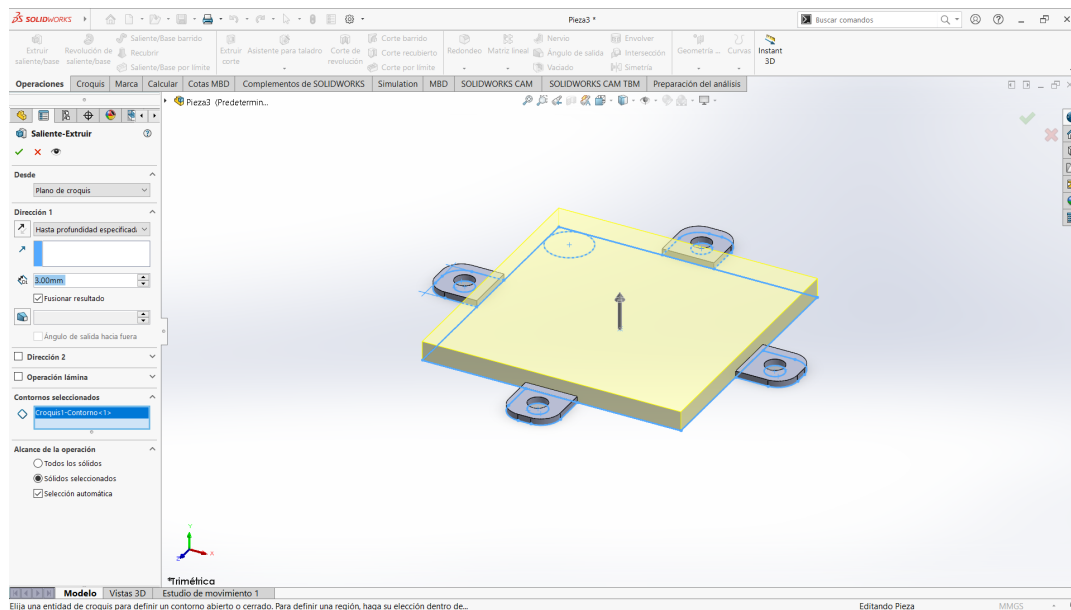 SOLIDWORKS
Pieza3 *
Buscar comandos
Extruir saliente/base
Revolución de saliente/base
Saliente/Base barrido
Recubrir
Saliente/Base por límite
Extruir corte
Asistente para taladro
Corte de revolución
Corte barrido
Corte recubierto
Corte por límite
Redondeo
Matriz lineal
Nervio
Ángulo de salida
Vaciado
Envolver
Intersección
Simetría
Geometría ...
Curvas
Instant 3D
Operaciones Croquis Marca Calcular Cotas MBD Complementos de SOLIDWORKS Simulation MBD SOLIDWORKS CAM SOLIDWORKS CAM TBM Preparación del análisis
Pieza3 (Predetermin...
Saliente-Extruir
Desde
Plano de croquis
Dirección 1
Hasta profundidad especificada
3.00mm
Fusionar resultado
Ángulo de salida hacia fuera
Dirección 2
Operación lámina
Contornos seleccionados
Croquis1-Contorno<1>
Alcance de la operación
Todos los sólidos
Sólidos seleccionados
Selección automática
Y
X
Z
*Trimétrica
Modelo Vistas 3D Estudio de movimiento 1
Elija una entidad de croquis para definir un contorno abierto o cerrado. Para definir una región, haga su elección dentro de...
Editando Pieza
MMGS